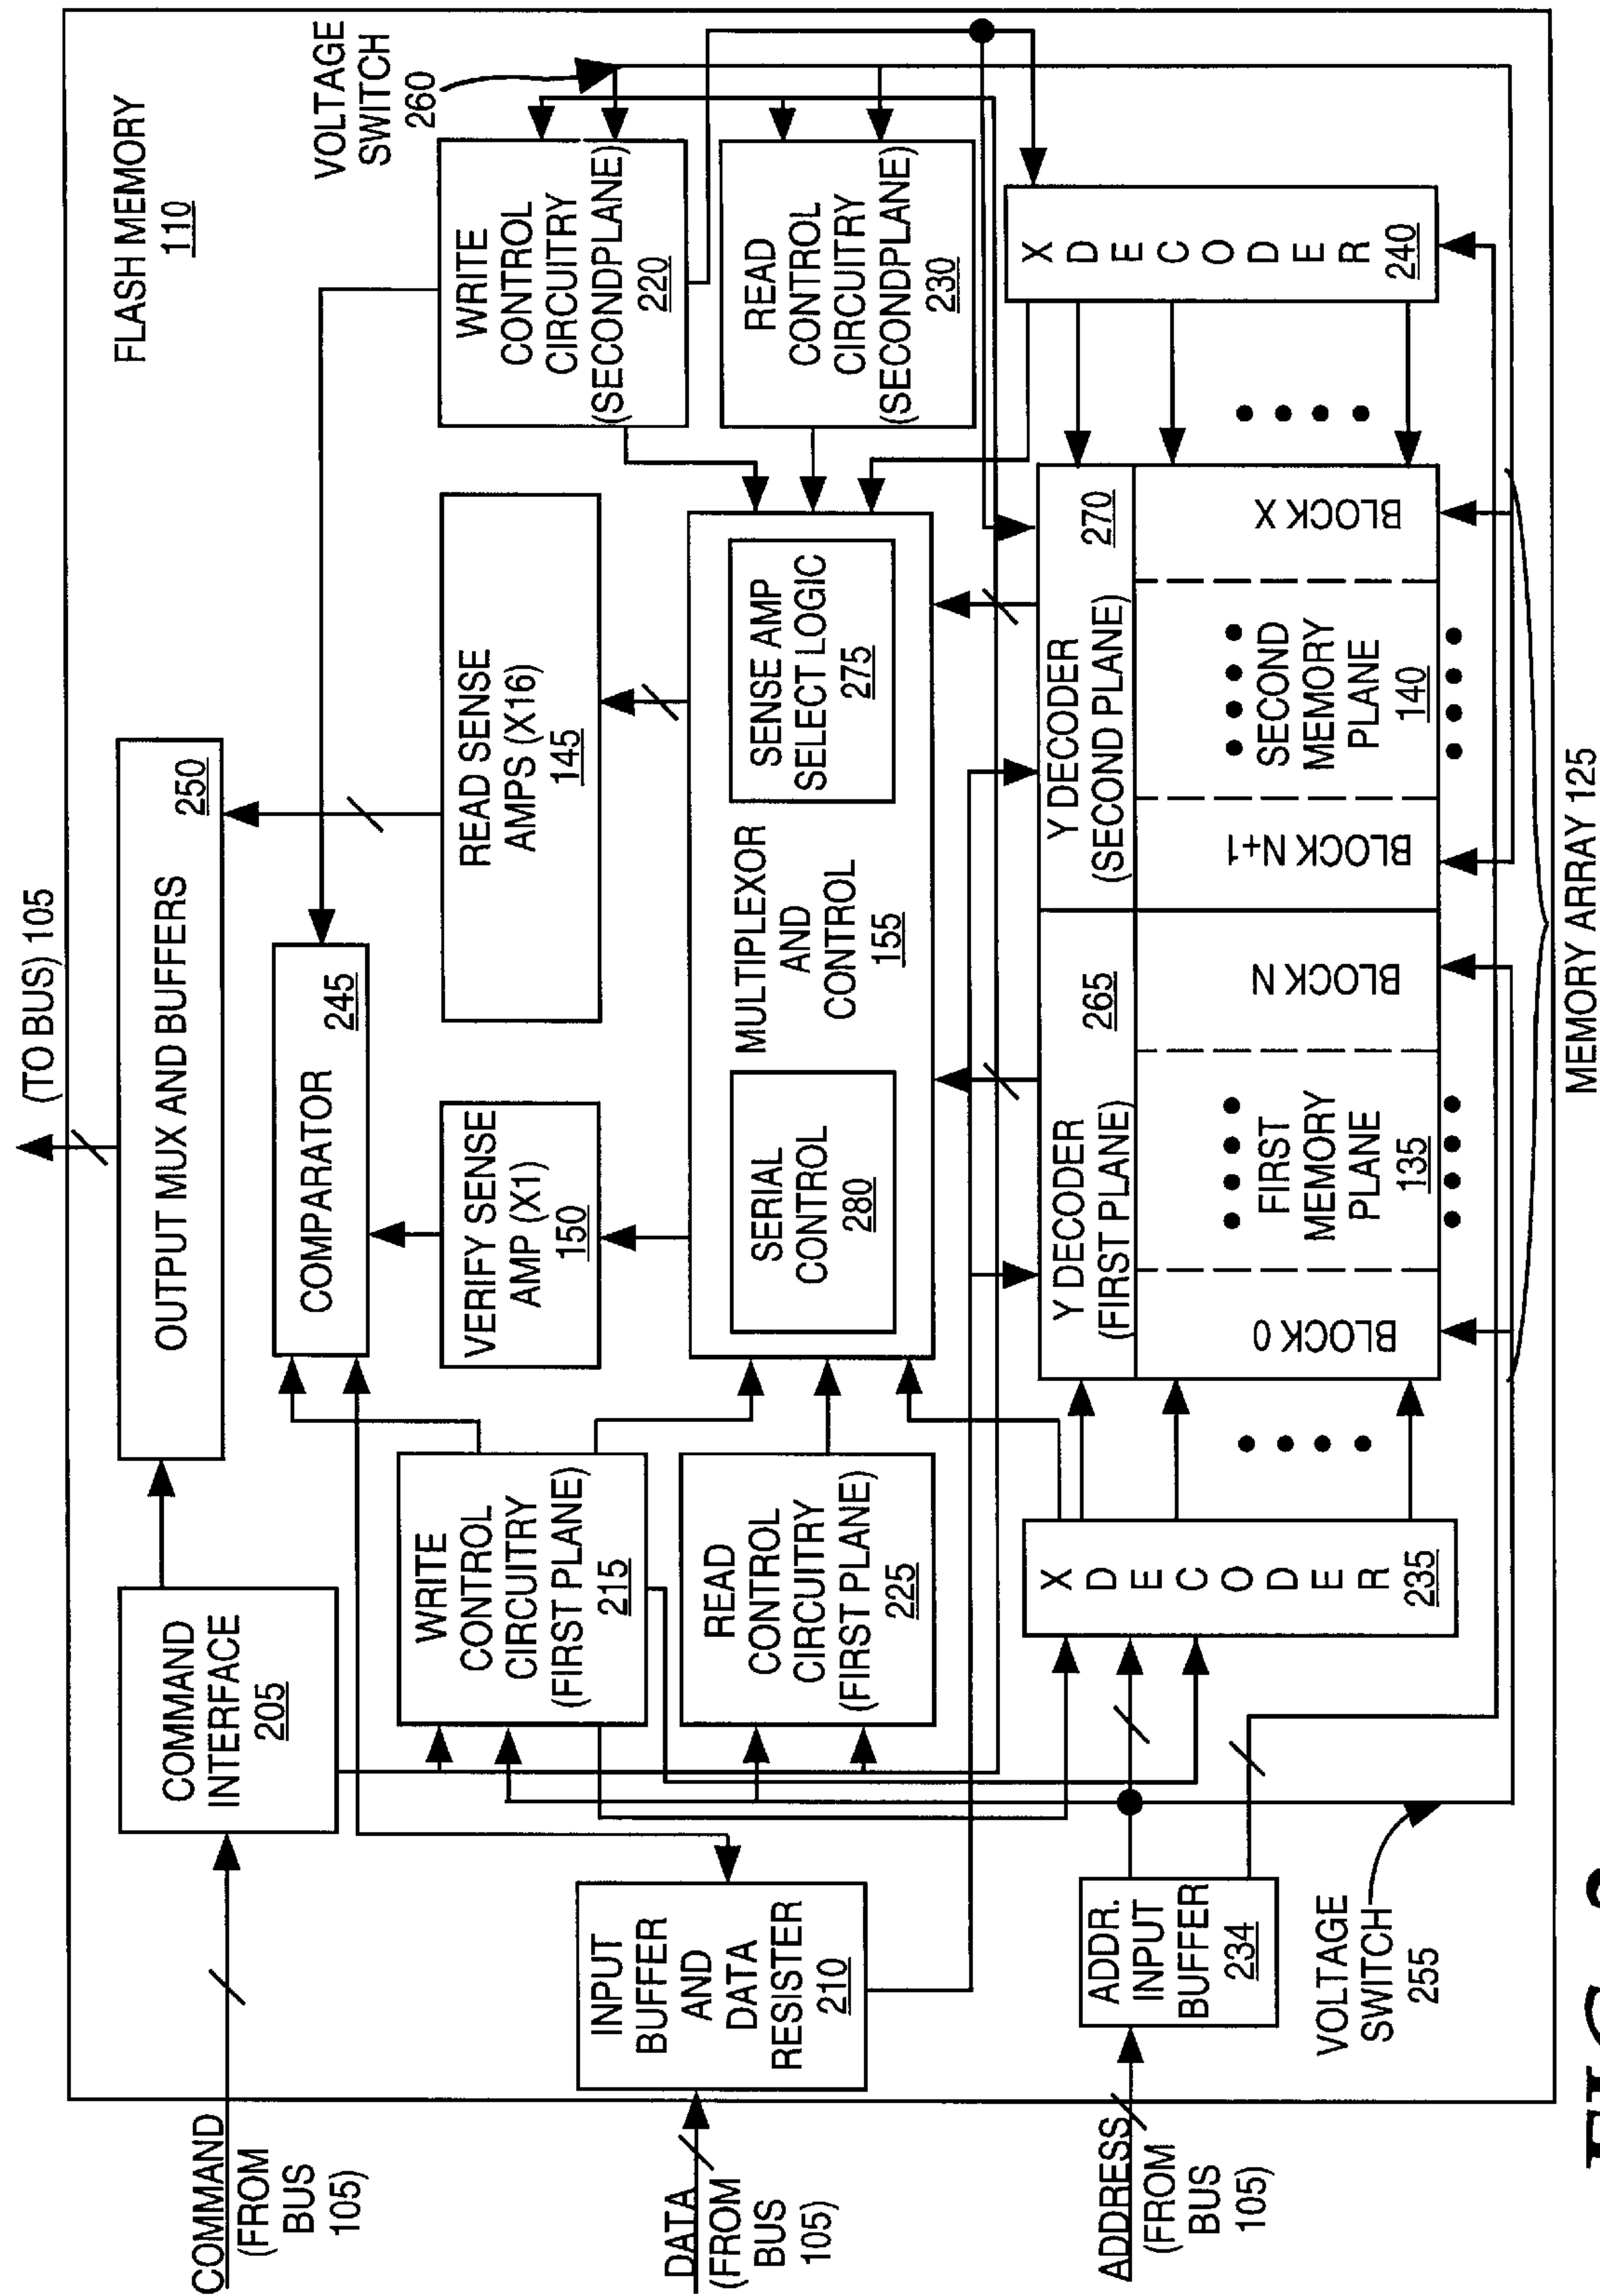 (TO BUS) 105
FLASH MEMORY
110
COMMAND
(FROM
BUS
105)
COMMAND
INTERFACE
205
OUTPUT MUX AND BUFFERS
250
COMPARATOR
245
VOLTAGE
SWITCH
260
DATA
(FROM
BUS
105)
INPUT
BUFFER
AND
DATA
RESISTER
210
WRITE
CONTROL
CIRCUITRY
(FIRST PLANE)
215
VERIFY SENSE
AMP (X1)
150
READ SENSE
AMPS (X16)
145
WRITE
CONTROL
CIRCUITRY
(SECONDPLANE)
220
READ
CONTROL
CIRCUITRY
(FIRST PLANE)
225
SERIAL
CONTROL
280
MULTIPLEXOR
AND
CONTROL
155
SENSE AMP
SELECT LOGIC
275
READ
CONTROL
CIRCUITRY
(SECONDPLANE)
230
ADDRESS
(FROM
BUS
105)
ADDR.
INPUT
BUFFER
234
X
D
E
C
O
D
E
R
235
Y DECODER
(FIRST PLANE)
265
Y DECODER
(SECOND PLANE)
270
BLOCK 0
FIRST
MEMORY
PLANE
135
BLOCK N
BLOCK N+1
SECOND
MEMORY
PLANE
140
BLOCK X
X
D
E
C
O
D
E
R
240
VOLTAGE
SWITCH
255
MEMORY ARRAY 125